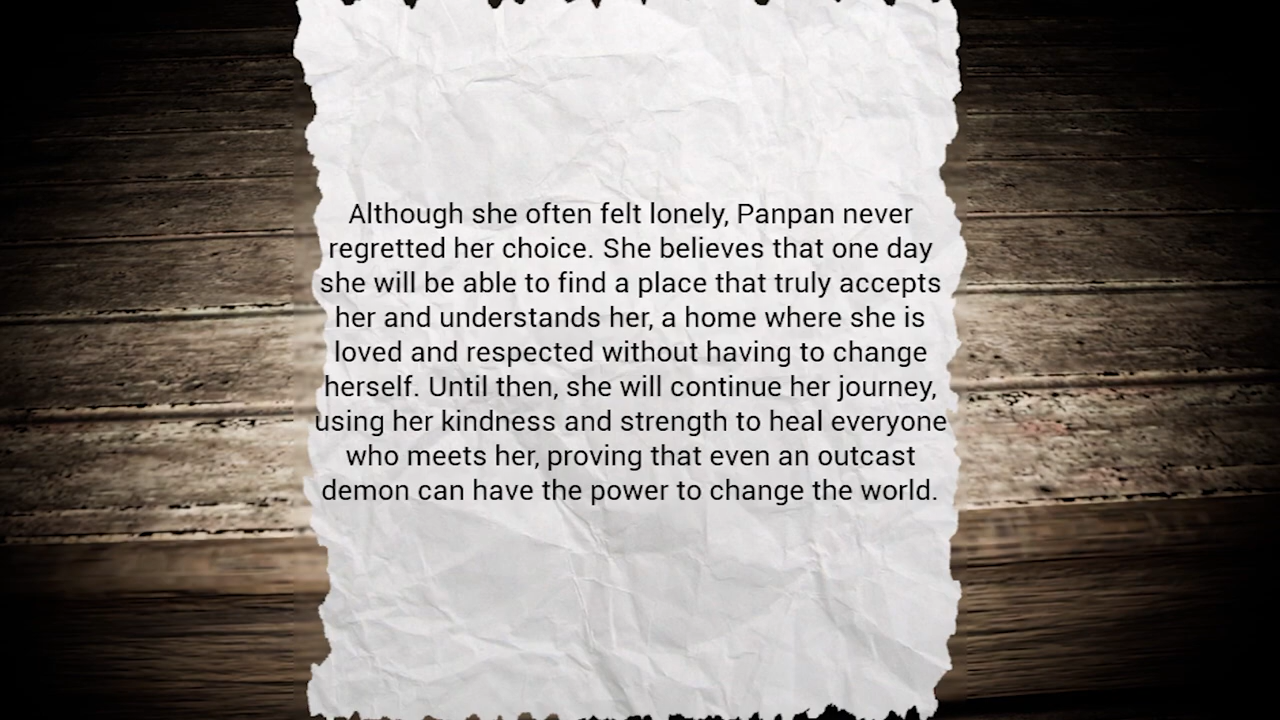 Although she often felt lonely, Panpan never
regretted her choice. She believes that one day
she will be able to find a place that truly accepts
her and understands her, a home where she is
loved and respected without having to change
herself. Until then, she will continue her journey,
using her kindness and strength to heal everyone
who meets her, proving that even an outcast
demon can have the power to change the world.